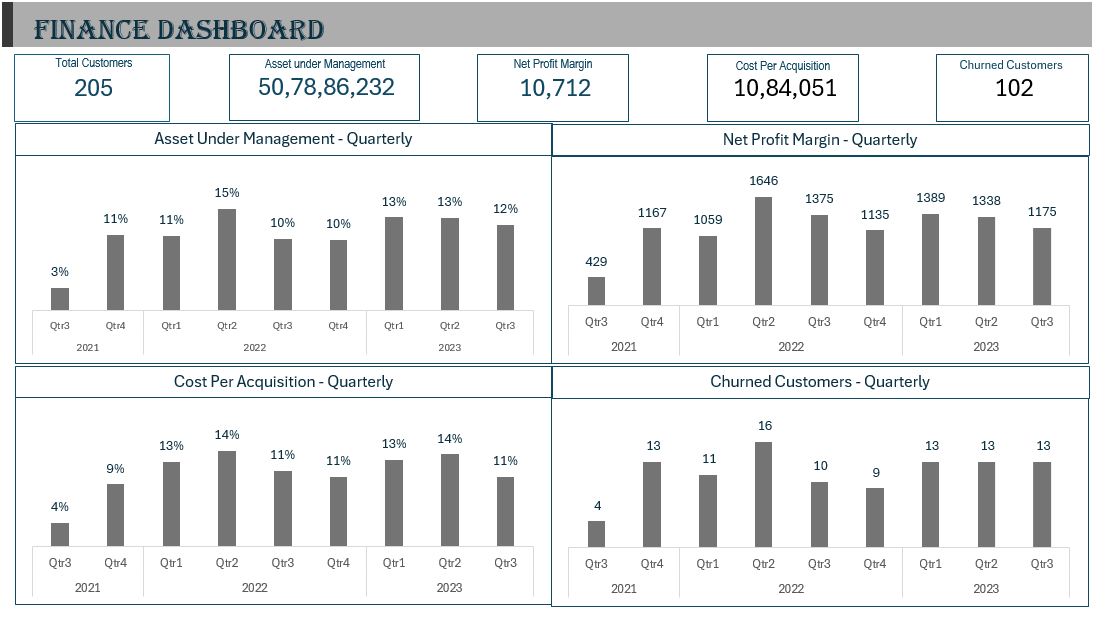 FINANCE DASHBOARD
Total Customers
205
Asset under Management
50,78,86,232
Net Profit Margin
10,712
Cost Per Acquisition
10,84,051
Churned Customers
102
Asset Under Management - Quarterly
3% 11% 11% 15% 10% 10% 13% 13% 12%
Qtr3 Qtr4 Qtr1 Qtr2 Qtr3 Qtr4 Qtr1 Qtr2 Qtr3
2021 2022 2023
Net Profit Margin - Quarterly
429 1167 1059 1646 1375 1135 1389 1338 1175
Qtr3 Qtr4 Qtr1 Qtr2 Qtr3 Qtr4 Qtr1 Qtr2 Qtr3
2021 2022 2023
Cost Per Acquisition - Quarterly
4% 9% 13% 14% 11% 11% 13% 14% 11%
Qtr3 Qtr4 Qtr1 Qtr2 Qtr3 Qtr4 Qtr1 Qtr2 Qtr3
2021 2022 2023
Churned Customers - Quarterly
4 13 11 16 10 9 13 13 13
Qtr3 Qtr4 Qtr1 Qtr2 Qtr3 Qtr4 Qtr1 Qtr2 Qtr3
2021 2022 2023